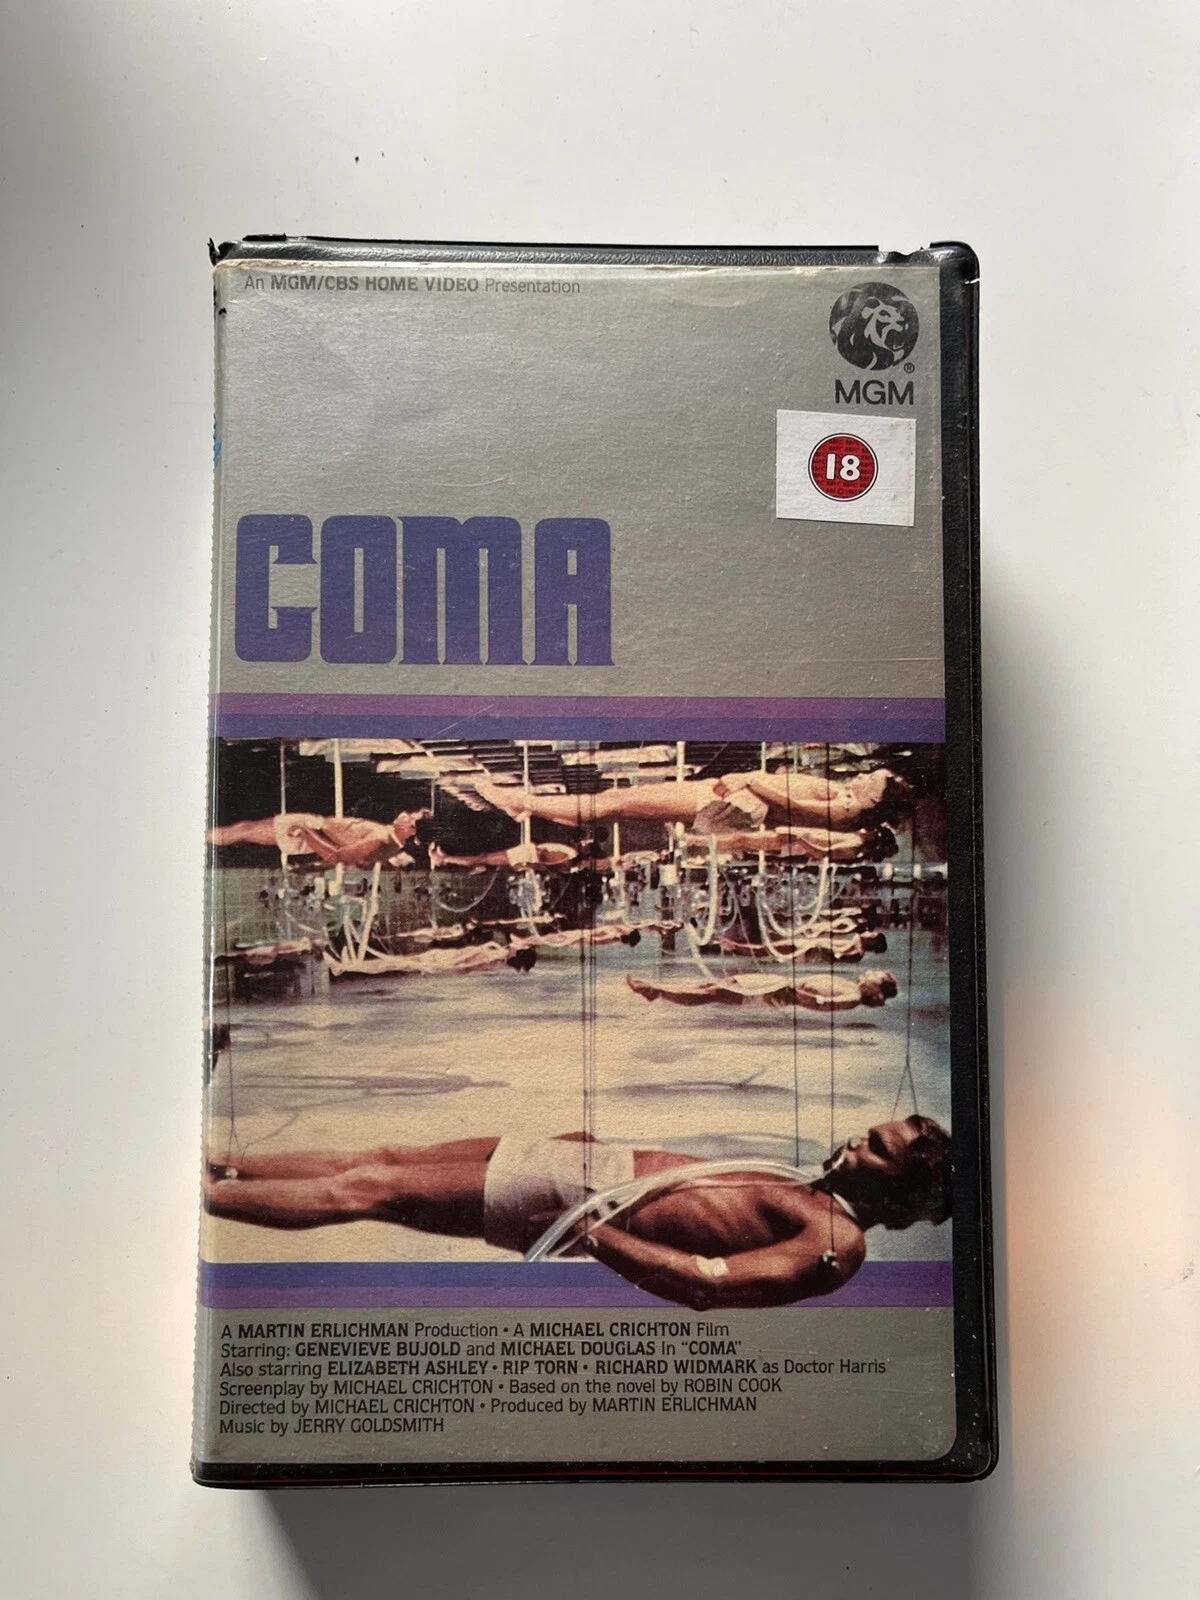 An MGM/CBS HOME VIDEO Presentation
®
MGM
18
COMA
A MARTIN ERLICHMAN Production • A MICHAEL CRICHTON Film
Starring: GENEVIEVE BUJOLD and MICHAEL DOUGLAS in "COMA"
Also starring ELIZABETH ASHLEY • RIP TORN • RICHARD WIDMARK as Doctor Harris
Screenplay by MICHAEL CRICHTON • Based on the novel by ROBIN COOK
Directed by MICHAEL CRICHTON • Produced by MARTIN ERLICHMAN
Music by JERRY GOLDSMITH